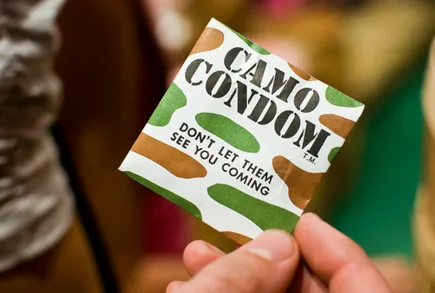 CAMO
CONDOM
T.M.
DON'T LET THEM
SEE YOU COMING